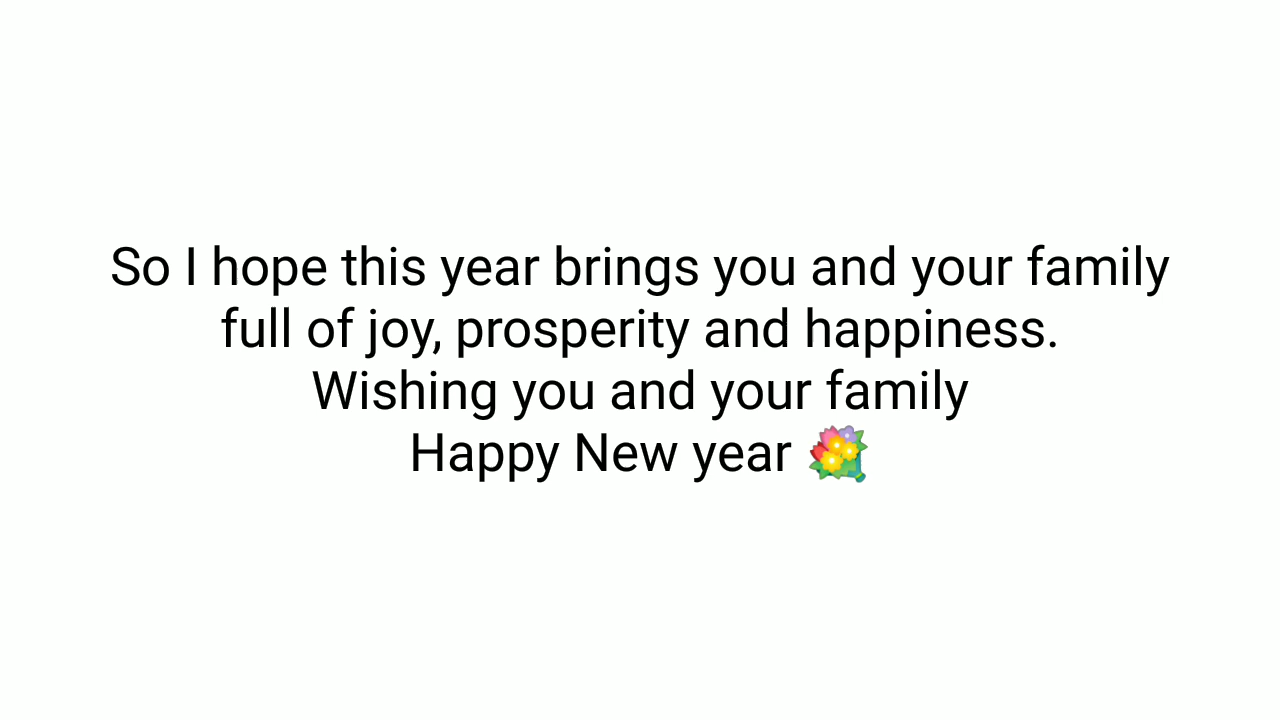 So I hope this year brings you and your family
full of joy, prosperity and happiness.
Wishing you and your family
Happy New year 💐